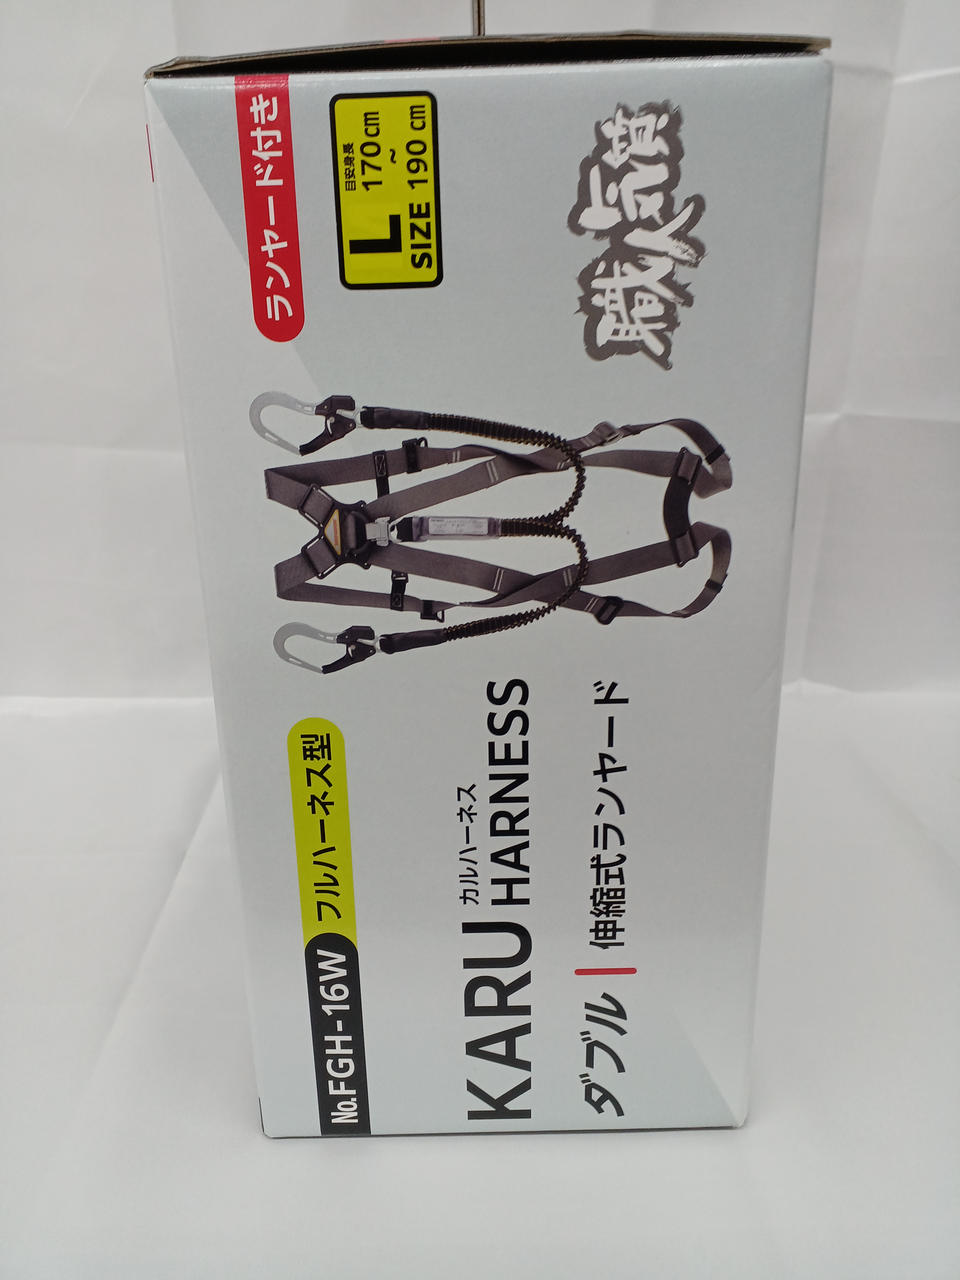 No.FGH-16W フルハーネス型
ランヤード付き
カルハーネス
KARU HARNESS
ダブル 伸縮式ランヤード
目安身長
L 170cm
~
SIZE 190cm
職人気質